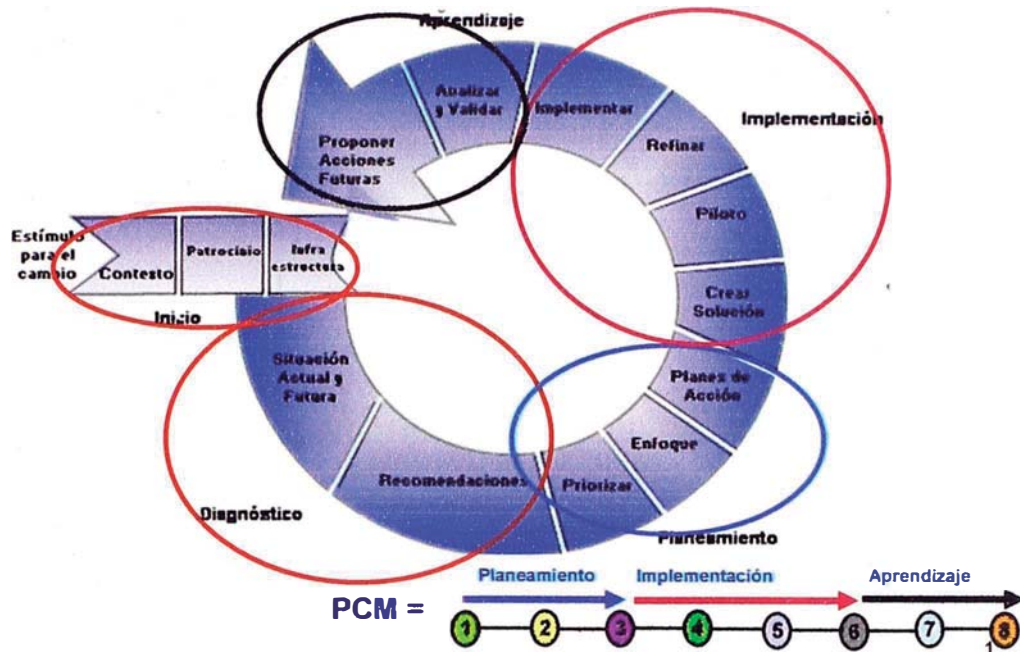 Aprendizaje
Analizar
y Validar
Implementar
Implementación
Proponer
Acciones
Futuras
Refinar
Piloto
Estímulo
para el
cambio
Contexto
Patrocinio
Infra
estructura
Inicio
Crear
Solución
Situación
Actual y
Futura
Planes de
Acción
Enfoque
Recomendaciones
Priorizar
Diagnóstico
Planeamiento
Planeamiento
Implementación
Aprendizaje
PCM =
1 2 3 4 5 6 7 8
1